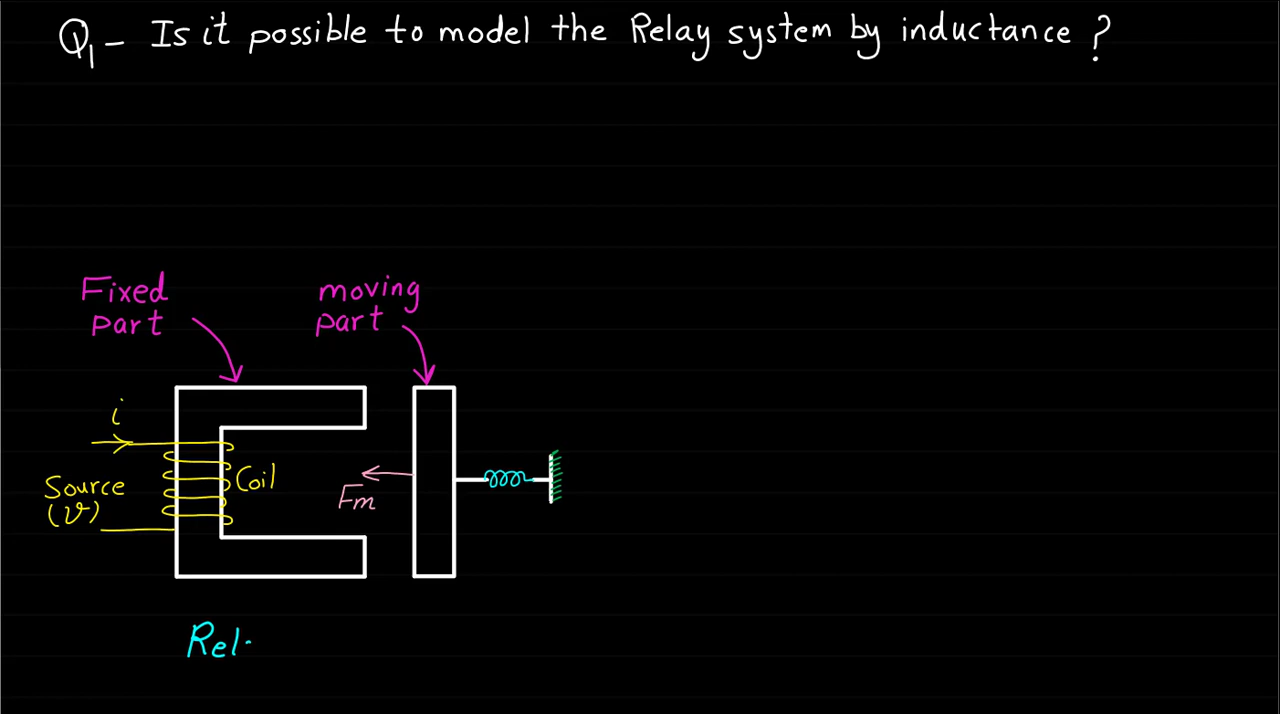 Q1- Is it possible to model the Relay system by inductance ?
Fixed
part
moving
part
i
Coil
Source
(v)
Fm
Rel